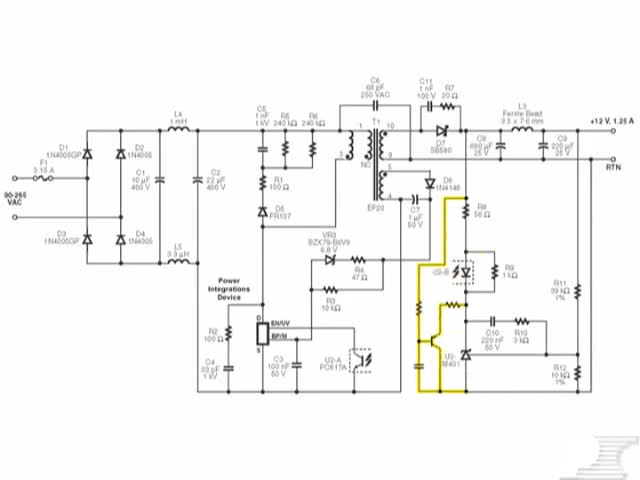 C6
68 pF
250 VAC
C11
1 nF
100 V
R7
20 Ω
L3
Ferrite Bead
3.5 x 7.6 mm
+12 V, 1.25 A
L4
1 mH
C5
1 nF
1 kV
R5
240 kΩ
R6
240 kΩ
T1
1
10
D7
SB560
C8
680 µF
25 V
C9
220 µF
25 V
RTN
D1
1N4005GP
D2
1N4005
F1
3.15 A
C1
10 µF
400 V
C2
22 µF
400 V
R1
100 Ω
3
NC
9
5
D6
1N4148
90-265
VAC
D5
FR107
4
EF20
C7
1 µF
50 V
R8
56 Ω
D3
1N4005GP
D4
1N4005
L5
3.3 µH
VR3
BZX79-B6V8
6.8 V
R4
47 Ω
U2-B
R9
1 kΩ
Power
Integrations
Device
R3
10 kΩ
R11
1%
D
EN/UV
BP/M
S
R2
100 Ω
C10
220 nF
50 V
R10
3 kΩ
C4
33 pF
1 kV
C3
100 nF
50 V
U2-A
PC817A
R12
10 kΩ
1%